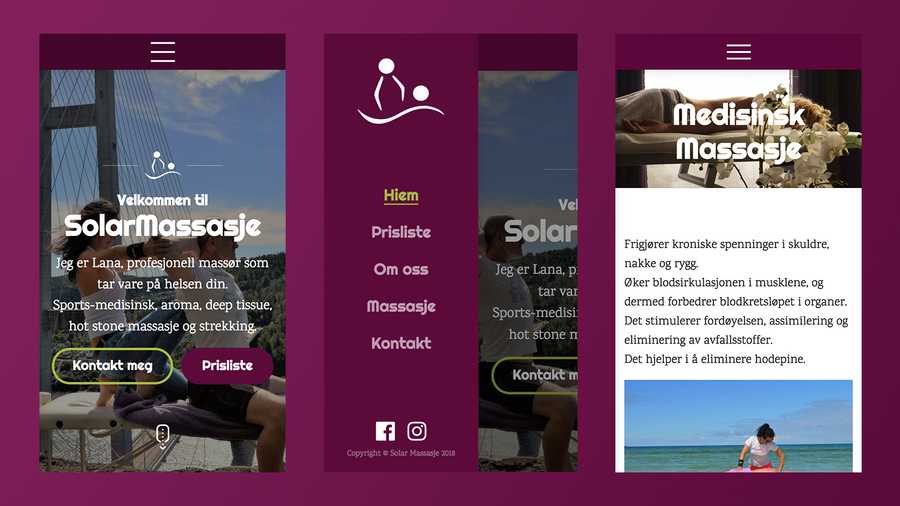 Velkommen til
SolarMassasje
Jeg er Lana, profesjonell massør som
tar vare på helsen din.
Sports-medisinsk, aroma, deep tissue,
hot stone massasje og strekking.
Kontakt meg
Prisliste
Hiem
Prisliste
Om oss
Massasje
Kontakt
Copyright © Solar Massasje 2018
Vel
Solar
Jeg er Lana, p
tar var
Sports-medisi
hot stone m
Kontakt m
Medisinsk
Massasje
Frigjører kroniske spenninger i skuldre,
nakke og rygg.
Øker blodsirkulasjonen i musklene, og
dermed forbedrer blodkretsløpet i organer.
Det stimulerer fordøyelsen, assimilering og
eliminering av avfallsstoffer.
Det hjelper i å eliminere hodepine.